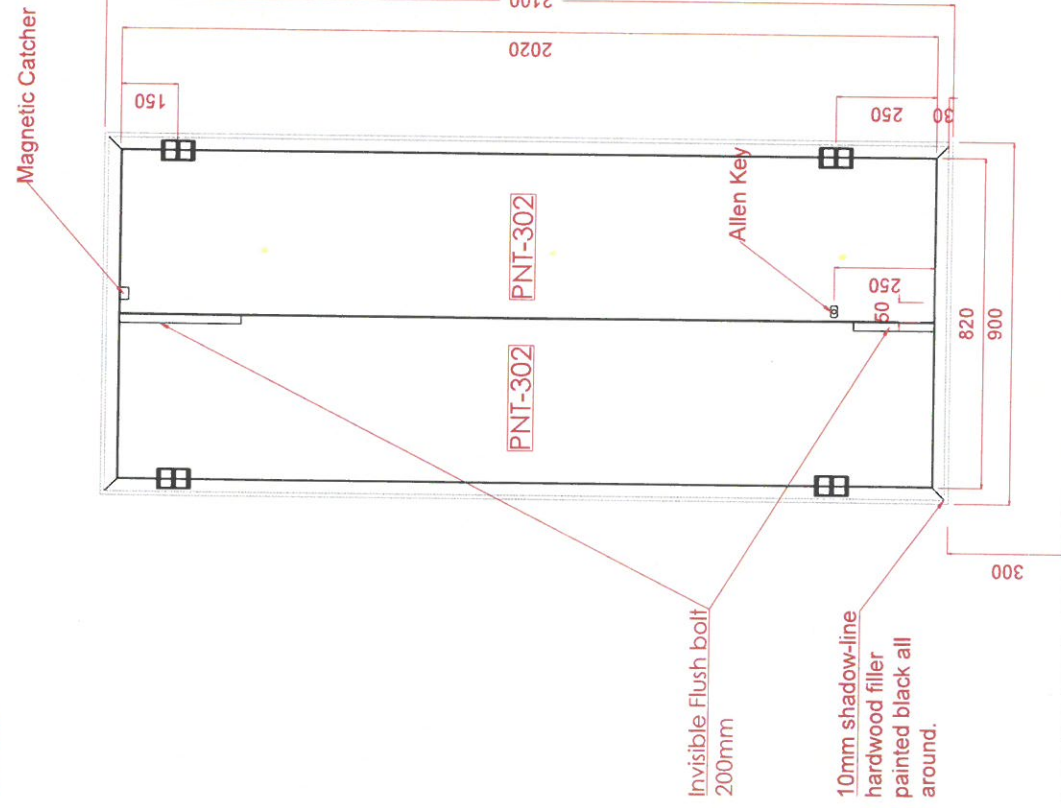 Magnetic Catcher
2100
2020
150
250
30
PNT-302
Allen Key
250
50
PNT-302
820
900
300
Invisible Flush bolt
200mm
10mm shadow-line
hardwood filler
painted black all
around.